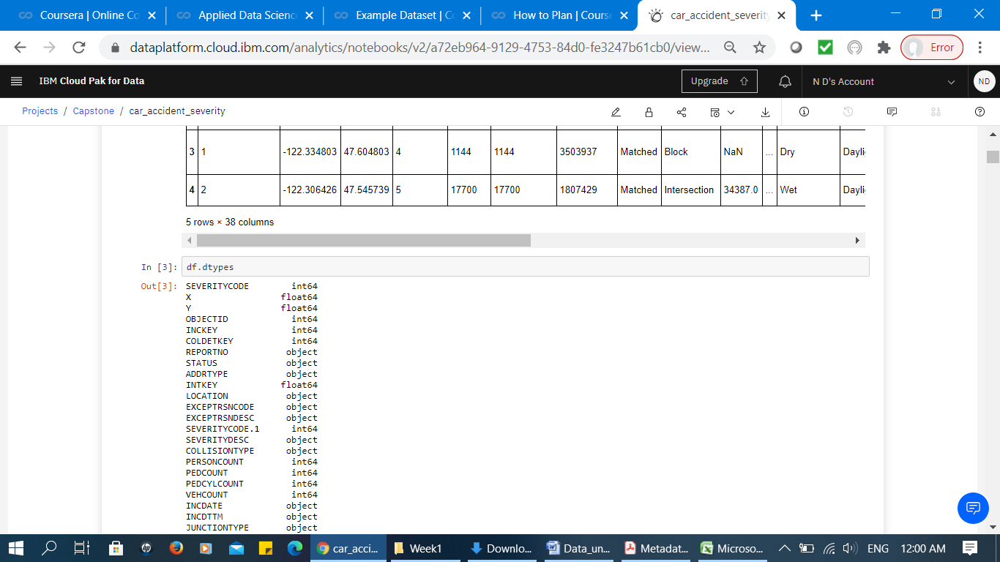 Coursera | Online Co
Applied Data Scienc
Example Dataset | C
How to Plan | Cours
car_accident_severity
dataplatform.cloud.ibm.com/analytics/notebooks/v2/a72eb964-9129-4753-84d0-fe3247b61cb0/view...
Error
IBM Cloud Pak for Data
Upgrade
N D's Account
ND
Projects / Capstone / car_accident_severity
3 1 -122.334803 47.604803 4 1144 1144 3503937 Matched Block NaN ... Dry Dayli
4 2 -122.306426 47.545739 5 17700 17700 1807429 Matched Intersection 34387.0 ... Wet Dayli
5 rows × 38 columns
In [3]: df.dtypes
Out[3]: SEVERITYCODE int64
X float64
Y float64
OBJECTID int64
INCKEY int64
COLDETKEY int64
REPORTNO object
STATUS object
ADDRTYPE object
INTKEY float64
LOCATION object
EXCEPTRSNCODE object
EXCEPTRSNDESC object
SEVERITYCODE.1 int64
SEVERITYDESC object
COLLISIONTYPE object
PERSONCOUNT int64
PEDCOUNT int64
PEDCYLCOUNT int64
VEHCOUNT int64
INCDATE object
INCDTTM object
JUNCTIONTYPE object
car_acci...
Week1
Downlo...
Data_un...
Metadat...
Microso...
ENG
12:00 AM